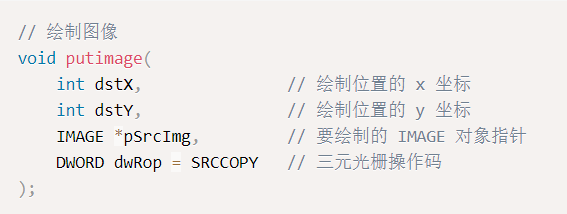 // 绘制图像
void putimage(
    int dstX,              // 绘制位置的 x 坐标
    int dstY,              // 绘制位置的 y 坐标
    IMAGE *pSrcImg,        // 要绘制的 IMAGE 对象指针
    DWORD dwRop = SRCCOPY  // 三元光栅操作码
);